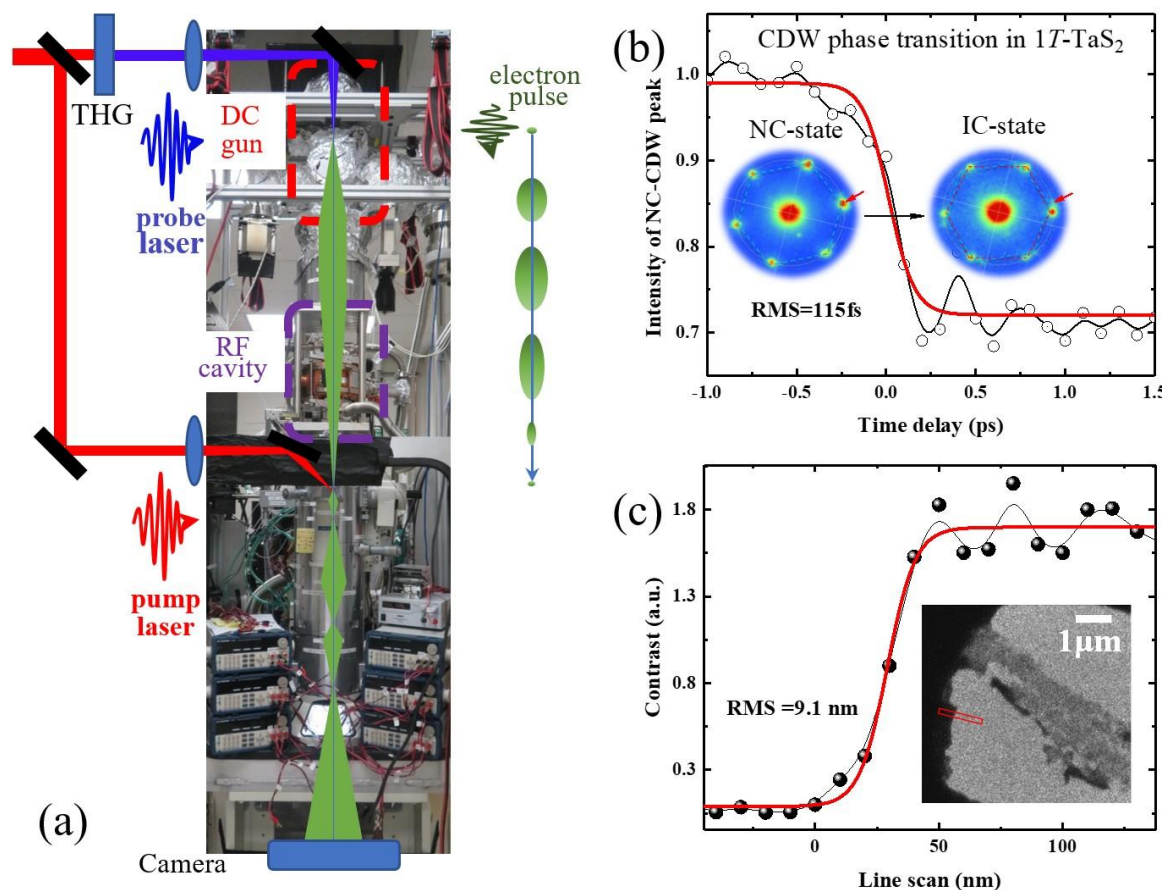 THG
probe
laser
DC
gun
RF
cavity
pump
laser
(a)
Camera
electron
pulse
(b)
CDW phase transition in 1T-TaS₂
NC-state
IC-state
RMS=115fs
Intensity of NC-CDW peak
1.0
0.9
0.8
0.7
-1.0
-0.5
0.0
0.5
1.0
1.5
Time delay (ps)
(c)
1μm
RMS =9.1 nm
Contrast (a.u.)
1.8
1.3
0.8
0.3
0
50
100
Line scan (nm)